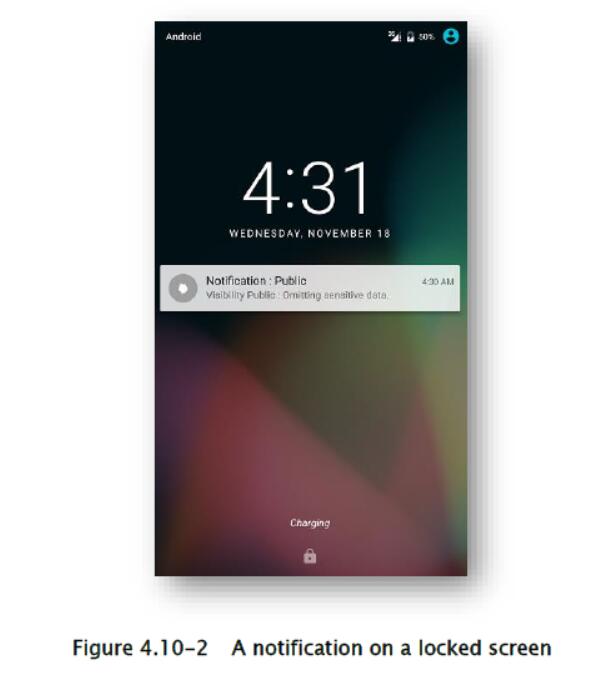 Android 3G 50%
4:31
WEDNESDAY, NOVEMBER 18
Notification : Public 4:30 AM
Visibility Public : Omitting sensitive data.
Charging
Figure 4.10-2 A notification on a locked screen